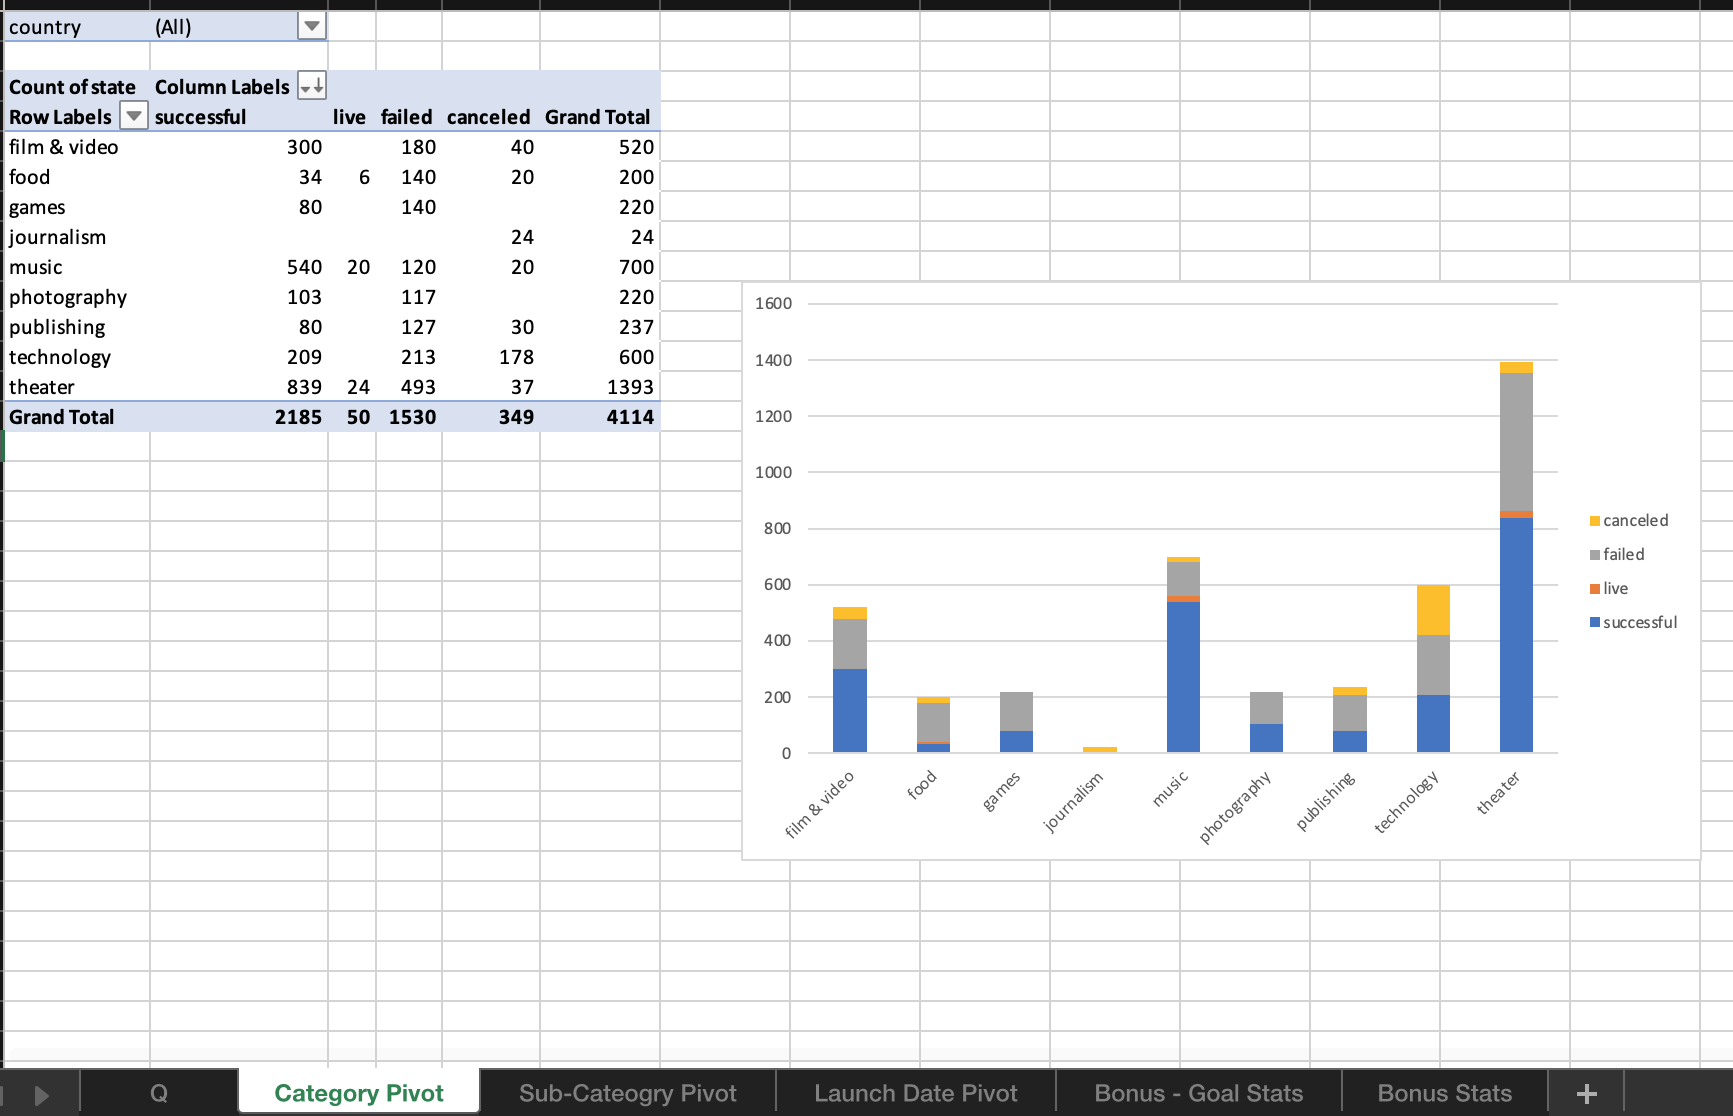 country (All)
Count of state Column Labels
Row Labels successful live failed canceled Grand Total
film & video 300 180 40 520
food 34 6 140 20 200
games 80 140 220
journalism 24 24
music 540 20 120 20 700
photography 103 117 220
publishing 80 127 30 237
technology 209 213 178 600
theater 839 24 493 37 1393
Grand Total 2185 50 1530 349 4114
1600
1400
1200
1000
800
600
400
200
0
film & video
food
games
journalism
music
photography
publishing
technology
theater
canceled
failed
live
successful
Q Category Pivot Sub-Cateogry Pivot Launch Date Pivot Bonus - Goal Stats Bonus Stats +